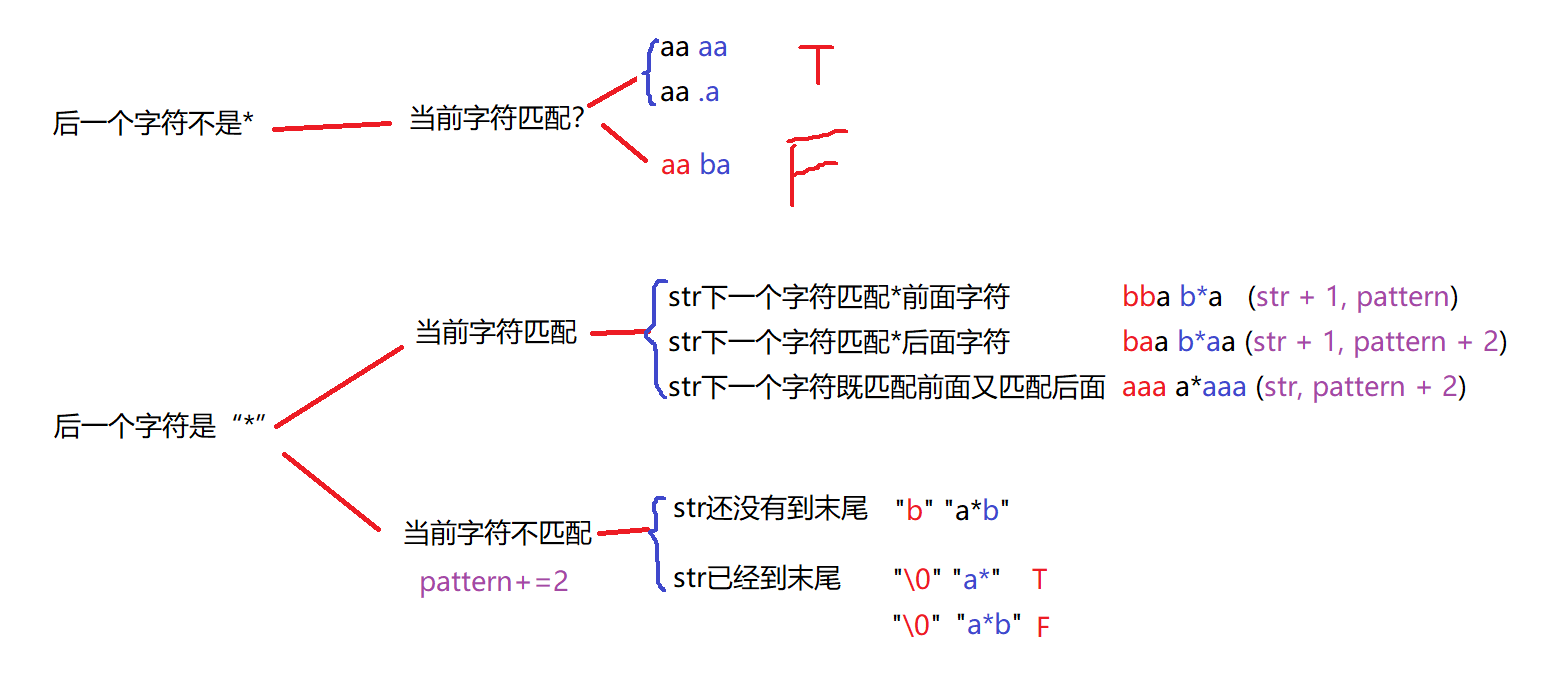 aa aa T
aa .a
后一个字符不是* 当前字符匹配?
aa ba F
str下一个字符匹配*前面字符 bba b*a (str + 1, pattern)
当前字符匹配 str下一个字符匹配*后面字符 baa b*aa (str + 1, pattern + 2)
str下一个字符既匹配前面又匹配后面 aaa a*aaa (str, pattern + 2)
后一个字符是“*”
str还没有到末尾 "b" "a*b"
当前字符不匹配
pattern+=2
str已经到末尾 "\0" "a*" T
"\0" "a*b" F